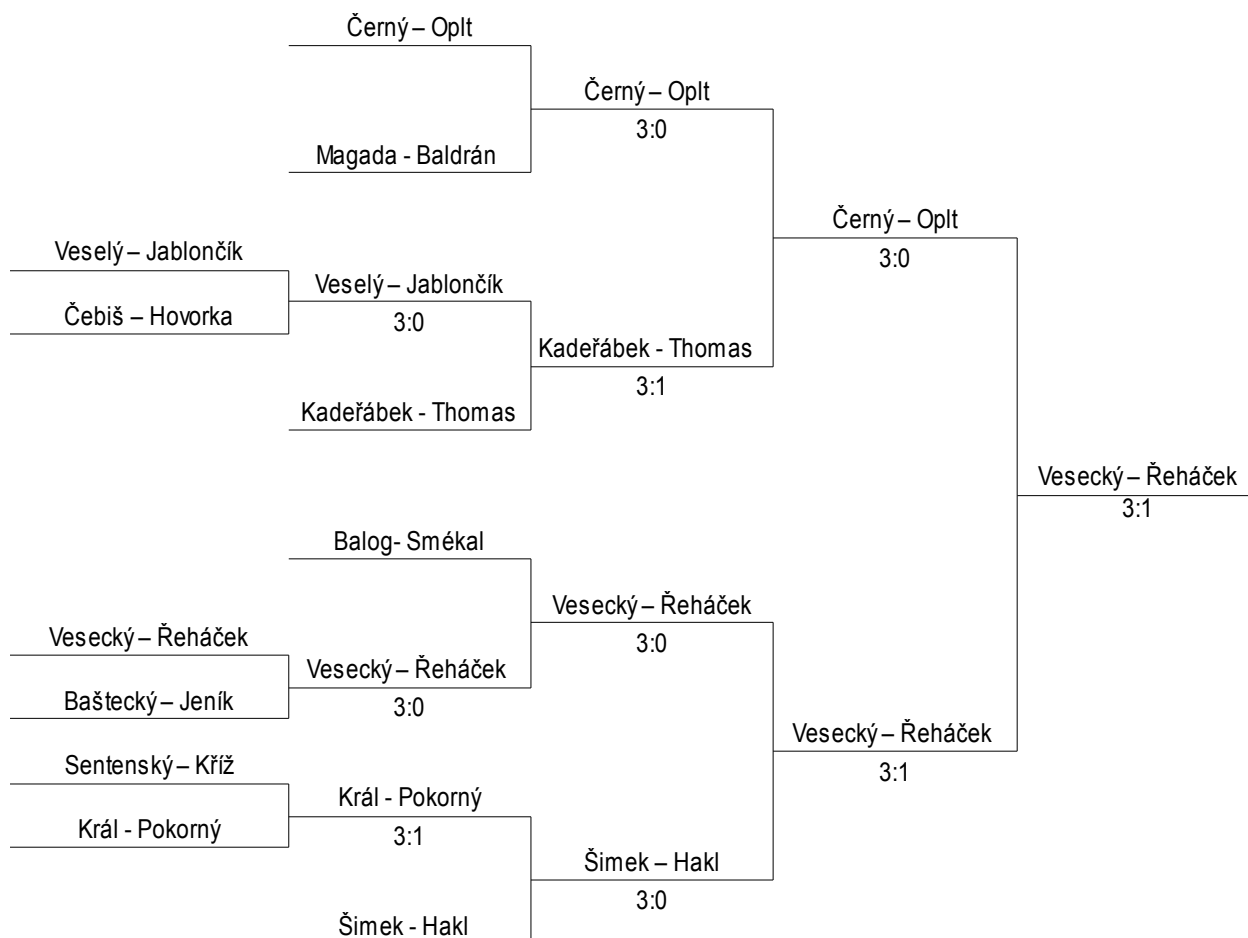 Černý – Oplt
Černý – Oplt
3:0
Magada - Baldrán
Černý – Oplt
3:0
Veselý – Jablončík
Veselý – Jablončík
3:0
Čebiš – Hovorka
Kadeřábek - Thomas
3:1
Kadeřábek - Thomas
Vesecký – Řeháček
3:1
Balog- Smékal
Vesecký – Řeháček
3:0
Vesecký – Řeháček
Vesecký – Řeháček
3:0
Baštecký – Jeník
Vesecký – Řeháček
3:1
Sentenský – Kříž
Král - Pokorný
3:1
Král - Pokorný
Šimek – Hakl
3:0
Šimek - Hakl